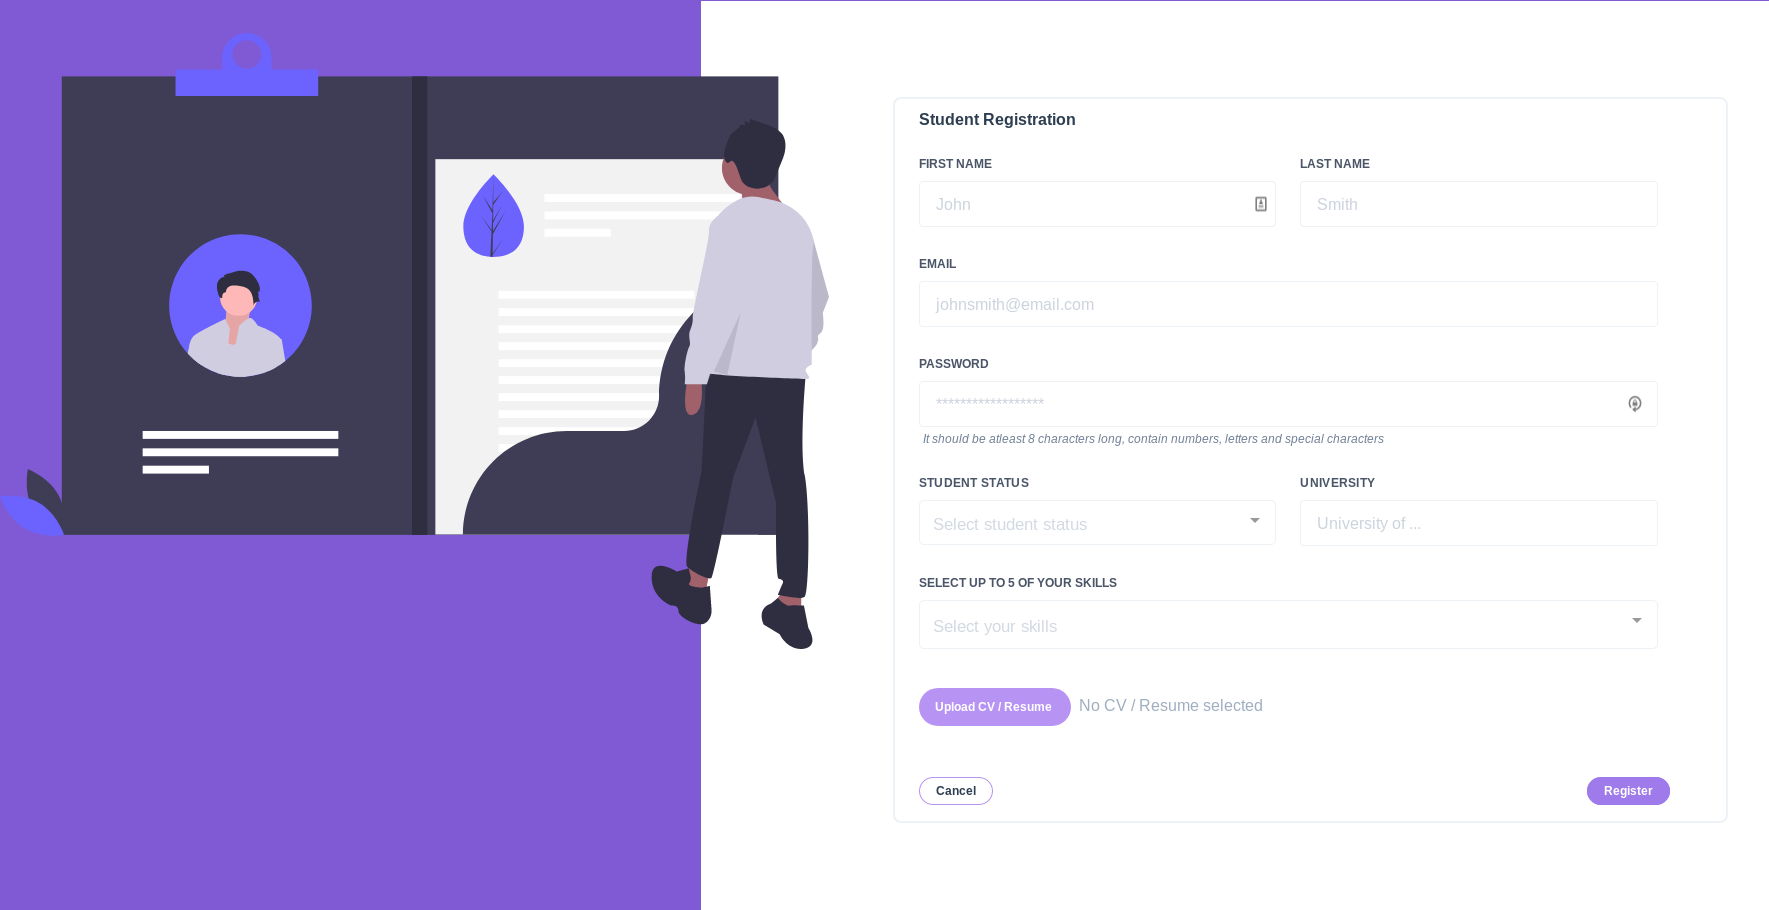 Student Registration
FIRST NAME
LAST NAME
John
Smith
EMAIL
johnsmith@email.com
PASSWORD
******************
It should be atleast 8 characters long, contain numbers, letters and special characters
STUDENT STATUS
UNIVERSITY
Select student status
University of ...
SELECT UP TO 5 OF YOUR SKILLS
Select your skills
Upload CV / Resume
No CV / Resume selected
Cancel
Register